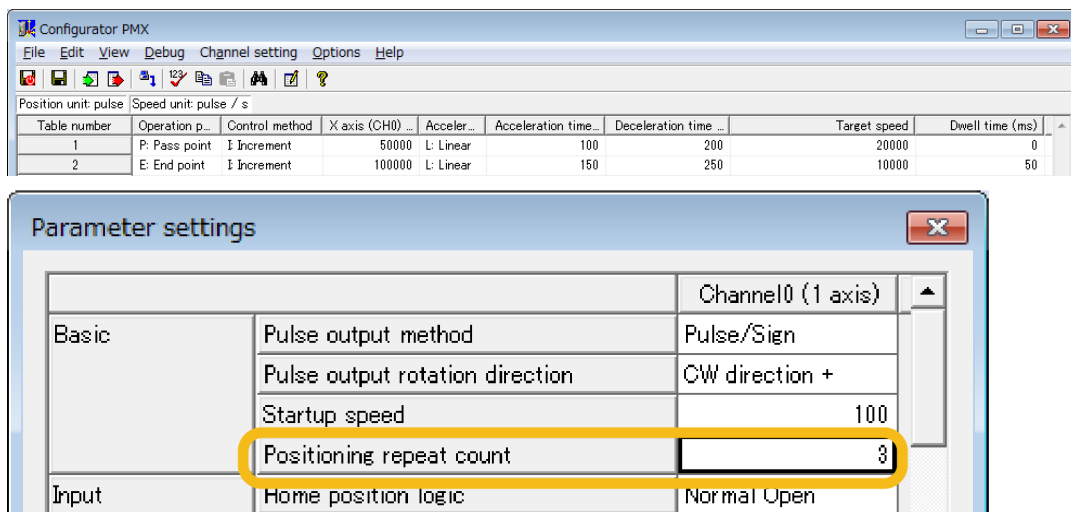 Configurator PMX
File Edit View Debug Channel setting Options Help
123
Position unit: pulse Speed unit: pulse / s
Table number Operation p... Control method X axis (CH0) ... Acceler... Acceleration time... Deceleration time ... Target speed Dwell time (ms)
1 P: Pass point I: Increment 50000 L: Linear 100 200 20000 0
2 E: End point I: Increment 100000 L: Linear 150 250 10000 50
Parameter settings
Channel0 (1 axis)
Basic Pulse output method Pulse/Sign
Pulse output rotation direction CW direction +
Startup speed 100
Positioning repeat count 3
Input Home position logic Normal Open